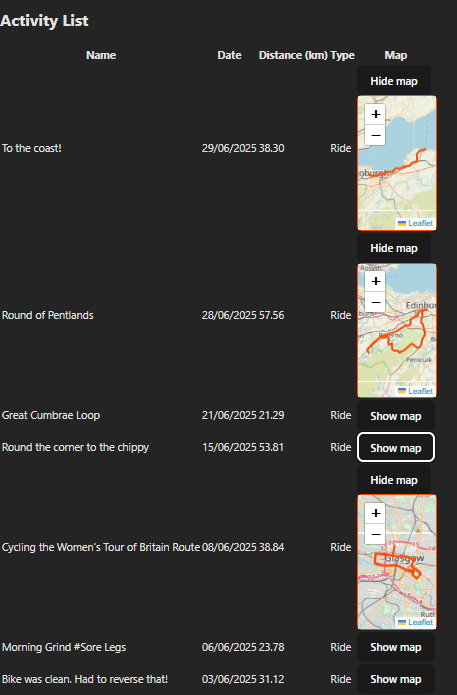 Activity List
Name Date Distance (km) Type Map
Hide map
+
−
nburgh
Leaflet
To the coast! 29/06/2025 38.30 Ride
Hide map
Rosyth
+
−
Edinbur
Penicuik
Leaflet
Round of Pentlands 28/06/2025 57.56 Ride
Great Cumbrae Loop 21/06/2025 21.29 Ride Show map
Round the corner to the chippy 15/06/2025 53.81 Ride Show map
Hide map
+
−
Glasgow
Leaflet
Cycling the Women's Tour of Britain Route 08/06/2025 38.84 Ride
Morning Grind #Sore Legs 06/06/2025 23.78 Ride Show map
Bike was clean. Had to reverse that! 03/06/2025 31.12 Ride Show map